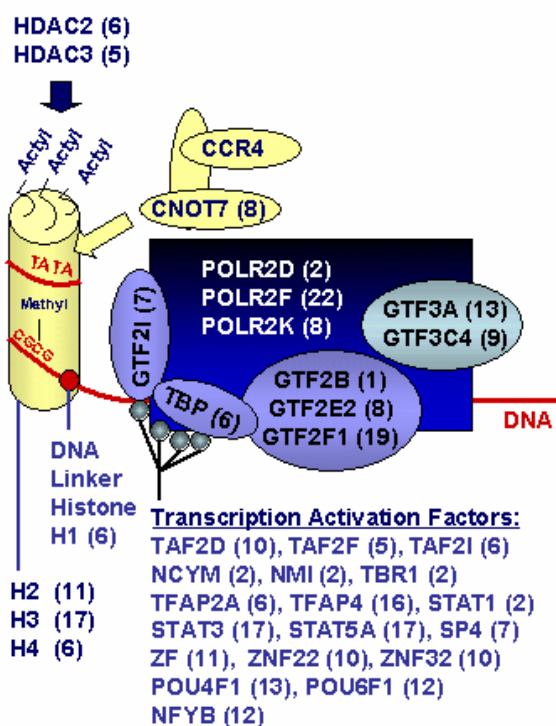 HDAC2 (6)
HDAC3 (5)
Actyl
Actyl
Actyl
CCR4
CNOT7 (8)
TATA
Methyl
CGCG
GTF2I (7)
POLR2D (2)
POLR2F (22)
POLR2K (8)
GTF3A (13)
GTF3C4 (9)
TBP (6)
GTF2B (1)
GTF2E2 (8)
GTF2F1 (19)
DNA
DNA
Linker
Histone
H1 (6)
H2 (11)
H3 (17)
H4 (6)
Transcription Activation Factors:
TAF2D (10), TAF2F (5), TAF2I (6)
NCYM (2), NMI (2), TBR1 (2)
TFAP2A (6), TFAP4 (16), STAT1 (2)
STAT3 (17), STAT5A (17), SP4 (7)
ZF (11), ZNF22 (10), ZNF32 (10)
POU4F1 (13), POU6F1 (12)
NFYB (12)